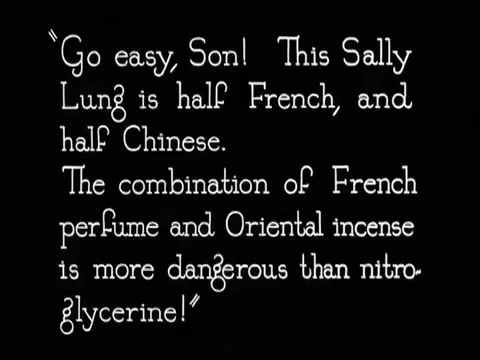 "Go easy, Son! This Sally
Lung is half French, and
half Chinese.
The combination of French
perfume and Oriental incense
is more dangerous than nitro-
glycerine!"